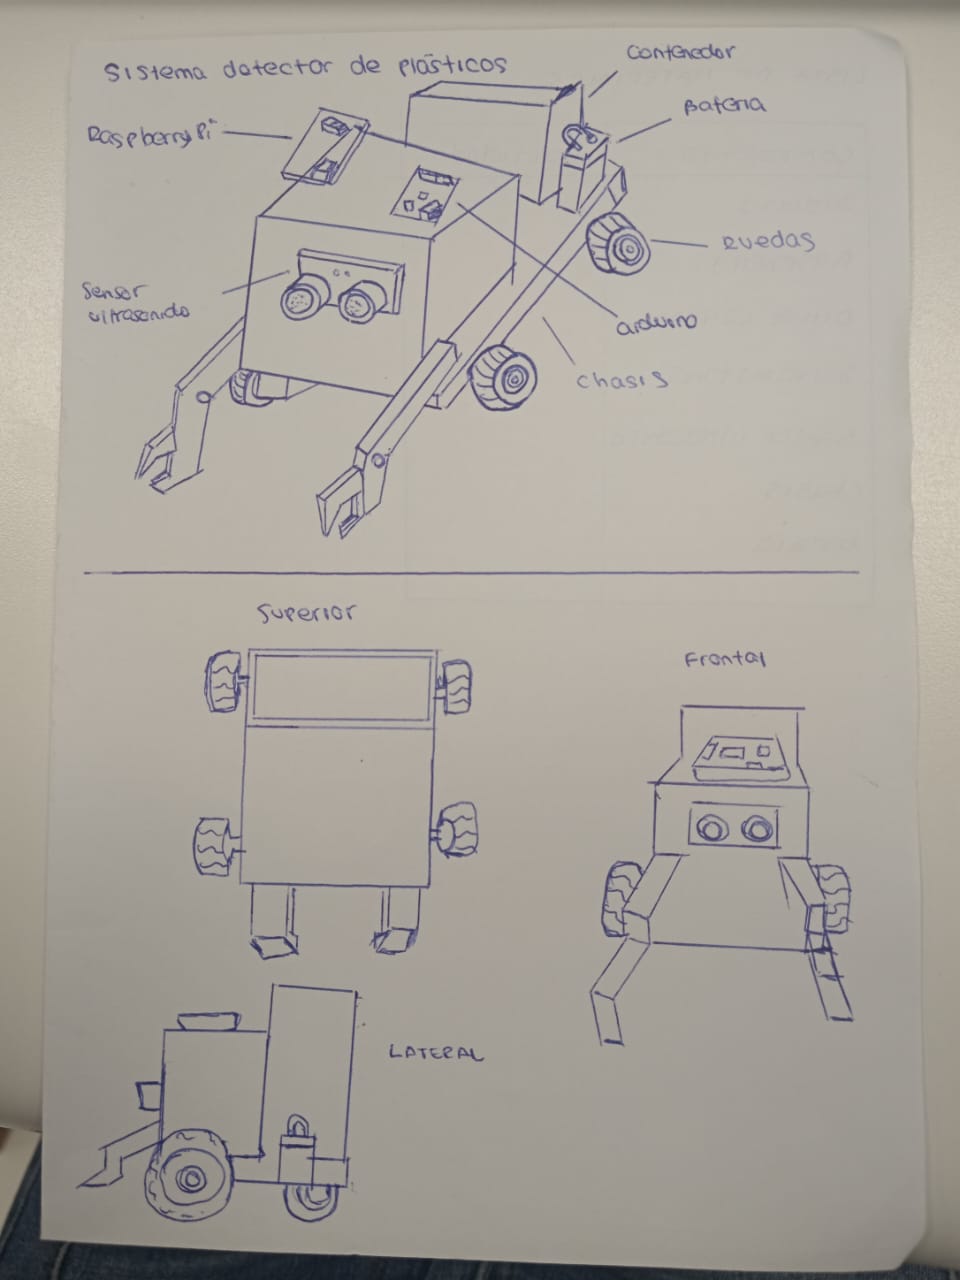 Sistema detector de plásticos
Contenedor
Bateria
Raspberry Pi
Ruedas
Sensor
ultrasonido
arduino
chasis
Superior
Frontal
LATERAL